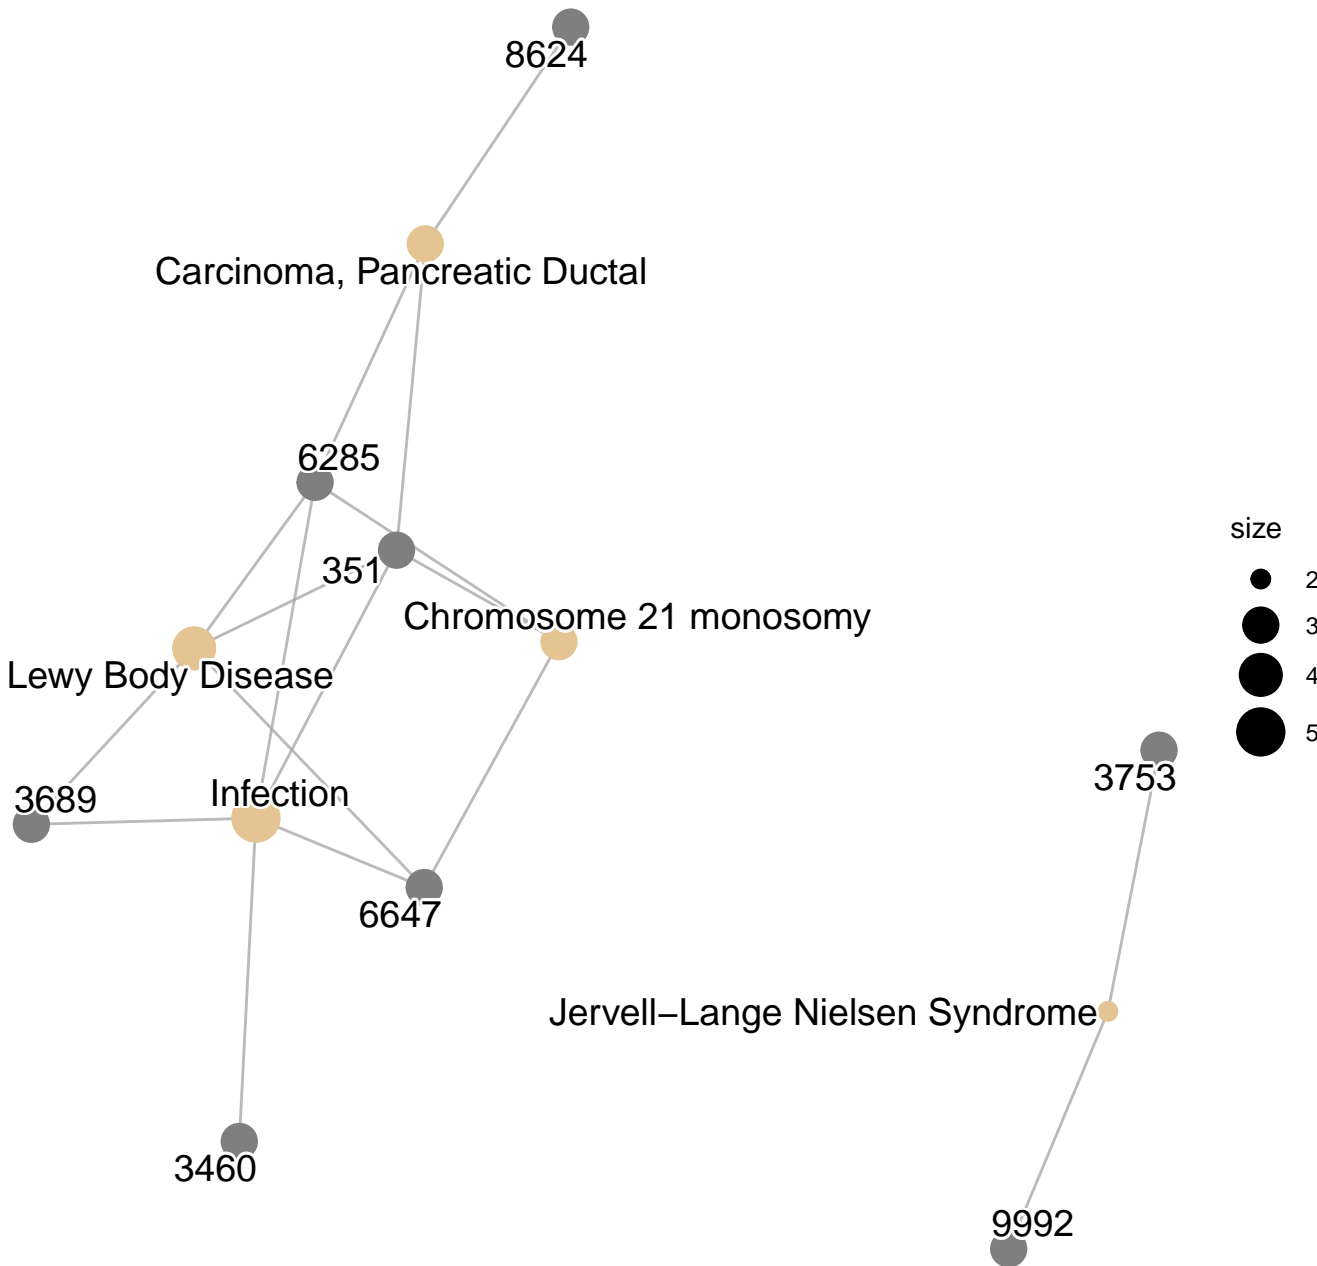 8624
Carcinoma, Pancreatic Ductal
6285
size
351
2
Chromosome 21 monosomy
3
Lewy Body Disease
4
5
3753
Infection
3689
6647
Jervell–Lange Nielsen Syndrome
3460
9992